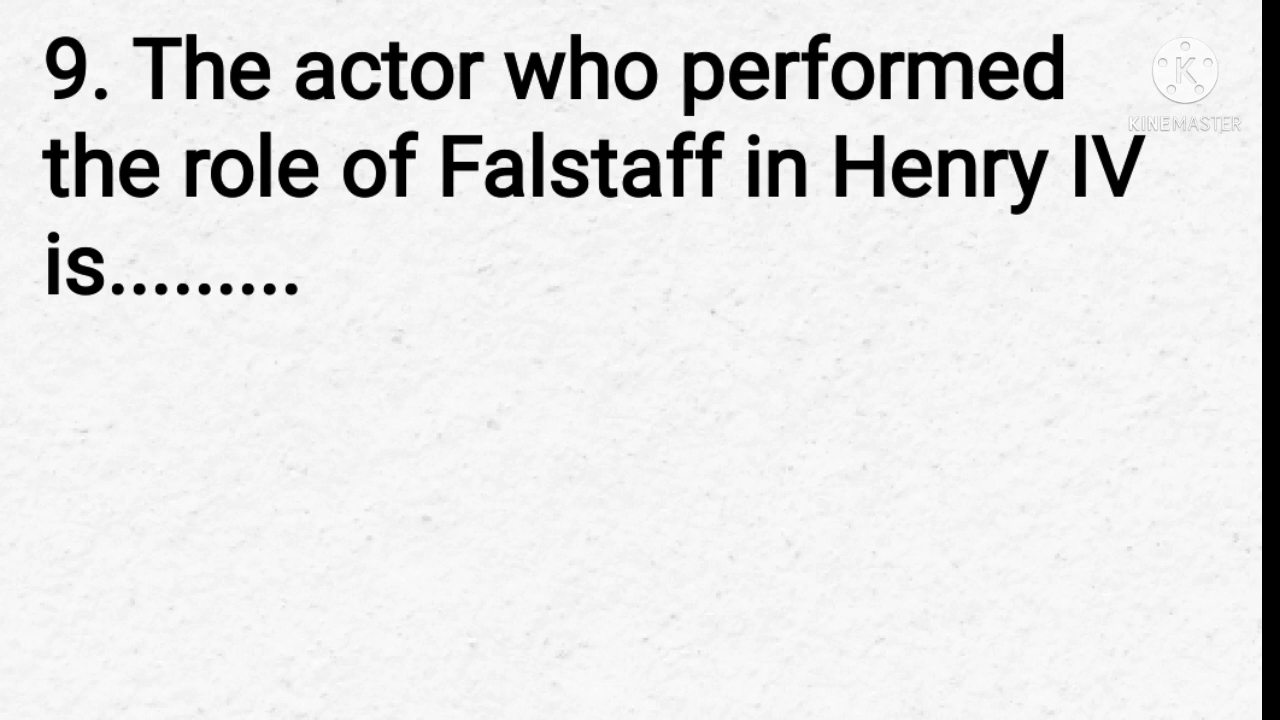 9. The actor who performed
the role of Falstaff in Henry IV
is.........
KINEMASTER